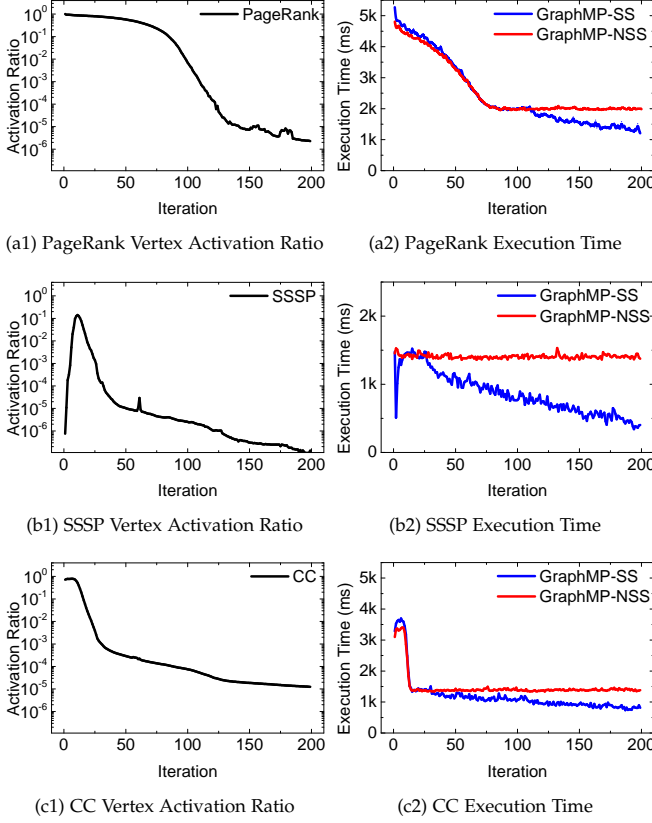 PageRank
10^0
10^-1
10^-2
10^-3
10^-4
10^-5
10^-6
Activation Ratio
0 50 100 150 200
Iteration
(a1) PageRank Vertex Activation Ratio
GraphMP-SS
GraphMP-NSS
5k
4k
3k
2k
1k
0
Execution Time (ms)
0 50 100 150 200
Iteration
(a2) PageRank Execution Time
SSSP
10^0
10^-1
10^-2
10^-3
10^-4
10^-5
10^-6
Activation Ratio
0 50 100 150 200
Iteration
(b1) SSSP Vertex Activation Ratio
GraphMP-SS
GraphMP-NSS
2k
1k
0
Execution Time (ms)
0 50 100 150 200
Iteration
(b2) SSSP Execution Time
CC
10^0
10^-1
10^-2
10^-3
10^-4
10^-5
10^-6
Activation Ratio
0 50 100 150 200
Iteration
(c1) CC Vertex Activation Ratio
GraphMP-SS
GraphMP-NSS
5k
4k
3k
2k
1k
0
Execution Time (ms)
0 50 100 150 200
Iteration
(c2) CC Execution Time